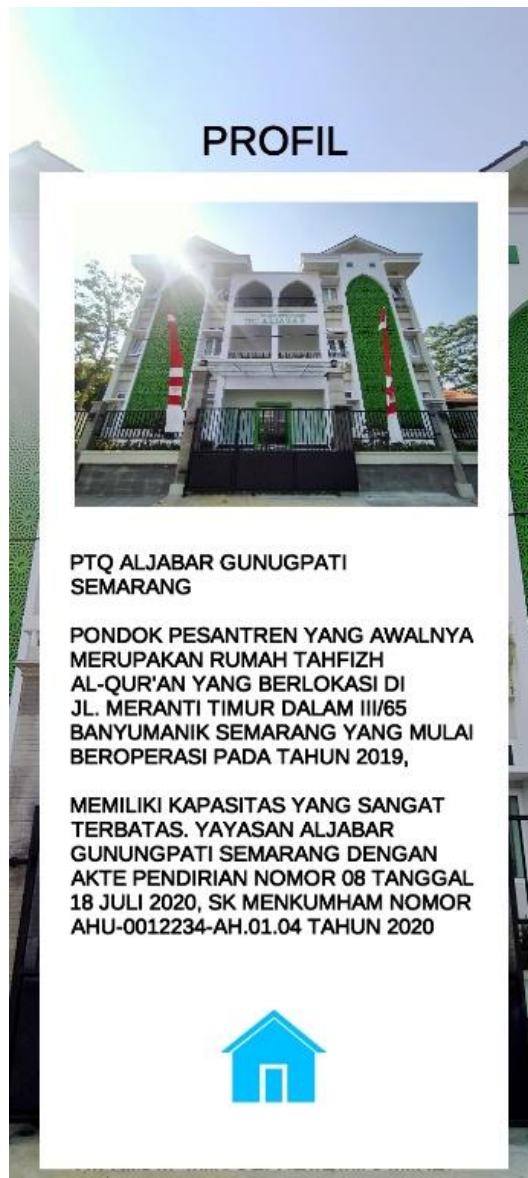 PROFIL
ALJABAR
PTQ ALJABAR GUNUGPATI
SEMARANG
PONDOK PESANTREN YANG AWALNYA
MERUPAKAN RUMAH TAHFIZH
AL-QUR'AN YANG BERLOKASI DI
JL. MERANTI TIMUR DALAM III/65
BANYUMANIK SEMARANG YANG MULAI
BEROPERASI PADA TAHUN 2019,
MEMILIKI KAPASITAS YANG SANGAT
TERBATAS. YAYASAN ALJABAR
GUNUNGPATI SEMARANG DENGAN
AKTE PENDIRIAN NOMOR 08 TANGGAL
18 JULI 2020, SK MENKUMHAM NOMOR
AHU-0012234-AH.01.04 TAHUN 2020